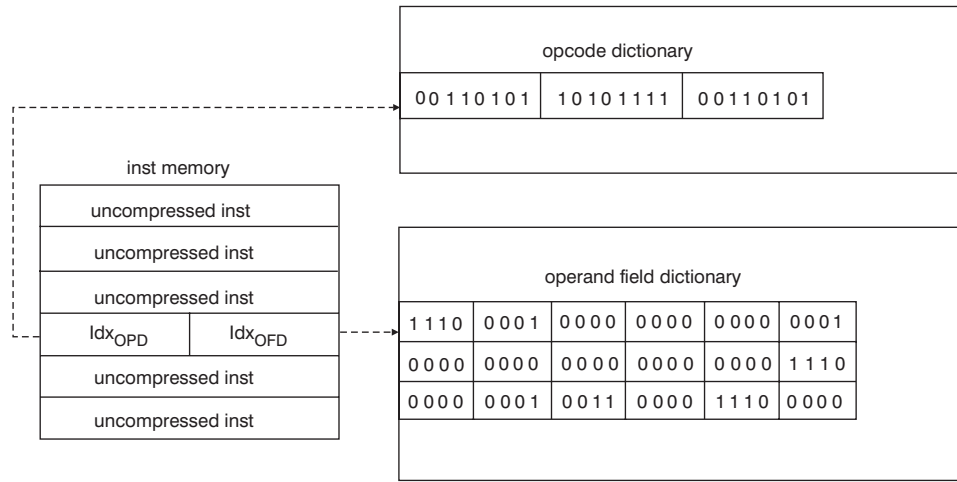 opcode dictionary
00110101 10101111 00110101
inst memory
uncompressed inst
uncompressed inst
uncompressed inst
IdxOPD IdxOFD
uncompressed inst
uncompressed inst
operand field dictionary
1110 0001 0000 0000 0000 0001
0000 0000 0000 0000 0000 1110
0000 0001 0011 0000 1110 0000